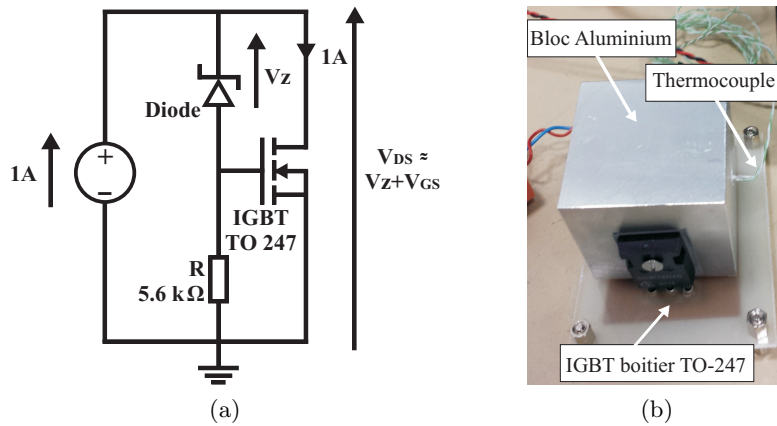 1A
Diode
Vz
1A
VDS ≈
Vz+VGS
IGBT
TO 247
R
5.6 kΩ
(a)
Bloc Aluminium
Thermocouple
IGBT boitier TO-247
(b)